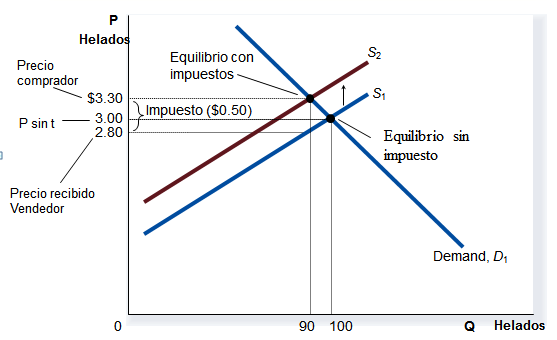 P
Helados
Precio
comprador
Equilibrio con
impuestos
S2
S1
$3.30
Impuesto ($0.50)
P sin t
3.00
2.80
Equilibrio sin
impuesto
Precio recibido
Vendedor
Demand, D1
0
90
100
Q
Helados